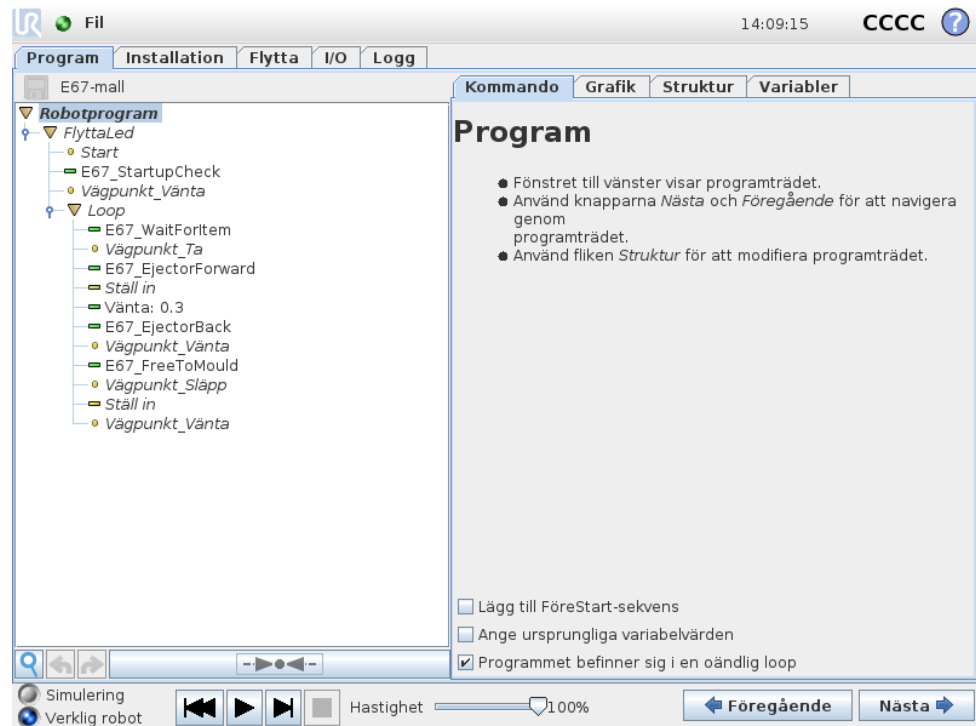 UR Fil 14:09:15 CCCC ?
Program Installation Flytta I/O Logg
E67-mall
Robotprogram
FlyttaLed
Start
E67_StartupCheck
Vägpunkt_Vänta
Loop
E67_WaitForItem
Vägpunkt_Ta
E67_EjectorForward
Ställ in
Vänta: 0.3
E67_EjectorBack
Vägpunkt_Vänta
E67_FreeToMould
Vägpunkt_Släpp
Ställ in
Vägpunkt_Vänta
Kommando Grafik Struktur Variabler
Program
Fönstret till vänster visar programträdet.
Använd knapparna Nästa och Föregående för att navigera
genom
programträdet.
Använd fliken Struktur för att modifiera programträdet.
Lägg till FöreStart-sekvens
Ange ursprungliga variabelvärden
Programmet befinner sig i en oändlig loop
Simulering
Verklig robot
Hastighet 100%
Föregående Nästa